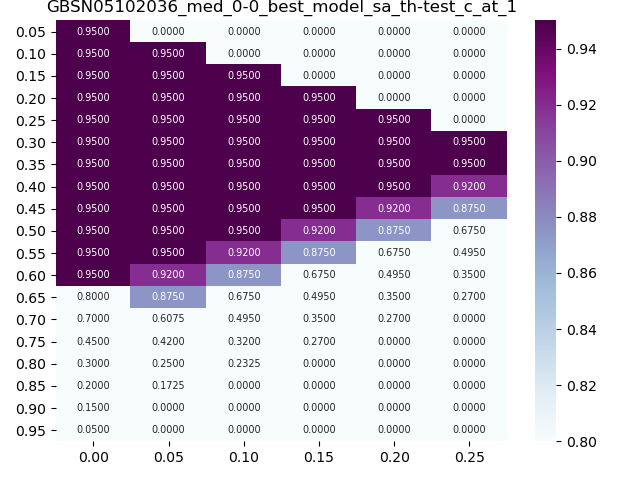 GBSN05102036_med_0-0_best_model_sa_th-test_c_at_1
0.05 0.9500 0.0000 0.0000 0.0000 0.0000 0.0000
0.10 0.9500 0.9500 0.0000 0.0000 0.0000 0.0000
0.15 0.9500 0.9500 0.9500 0.0000 0.0000 0.0000
0.20 0.9500 0.9500 0.9500 0.9500 0.0000 0.0000
0.25 0.9500 0.9500 0.9500 0.9500 0.9500 0.0000
0.30 0.9500 0.9500 0.9500 0.9500 0.9500 0.9500
0.35 0.9500 0.9500 0.9500 0.9500 0.9500 0.9500
0.40 0.9500 0.9500 0.9500 0.9500 0.9500 0.9200
0.45 0.9500 0.9500 0.9500 0.9500 0.9200 0.8750
0.50 0.9500 0.9500 0.9500 0.9200 0.8750 0.6750
0.55 0.9500 0.9500 0.9200 0.8750 0.6750 0.4950
0.60 0.9500 0.9200 0.8750 0.6750 0.4950 0.3500
0.65 0.8000 0.8750 0.6750 0.4950 0.3500 0.2700
0.70 0.7000 0.6075 0.4950 0.3500 0.2700 0.0000
0.75 0.4500 0.4200 0.3200 0.2700 0.0000 0.0000
0.80 0.3000 0.2500 0.2325 0.0000 0.0000 0.0000
0.85 0.2000 0.1725 0.0000 0.0000 0.0000 0.0000
0.90 0.1500 0.0000 0.0000 0.0000 0.0000 0.0000
0.95 0.0500 0.0000 0.0000 0.0000 0.0000 0.0000
0.00 0.05 0.10 0.15 0.20 0.25
0.94
0.92
0.90
0.88
0.86
0.84
0.82
0.80